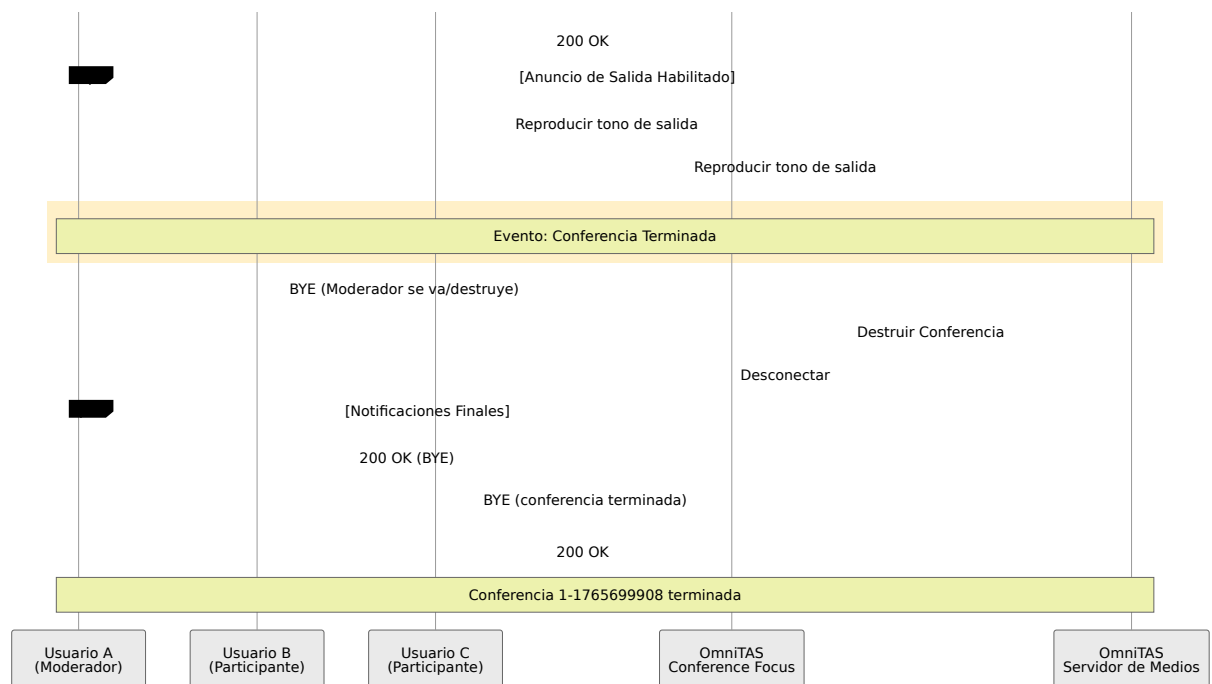 200 OK
[Anuncio de Salida Habilitado]
Reproducir tono de salida
Reproducir tono de salida
Evento: Conferencia Terminada
BYE (Moderador se va/destruye)
Destruir Conferencia
Desconectar
[Notificaciones Finales]
200 OK (BYE)
BYE (conferencia terminada)
200 OK
Conferencia 1-1765699908 terminada
Usuario A
(Moderador)
Usuario B
(Participante)
Usuario C
(Participante)
OmniTAS
Conference Focus
OmniTAS
Servidor de Medios